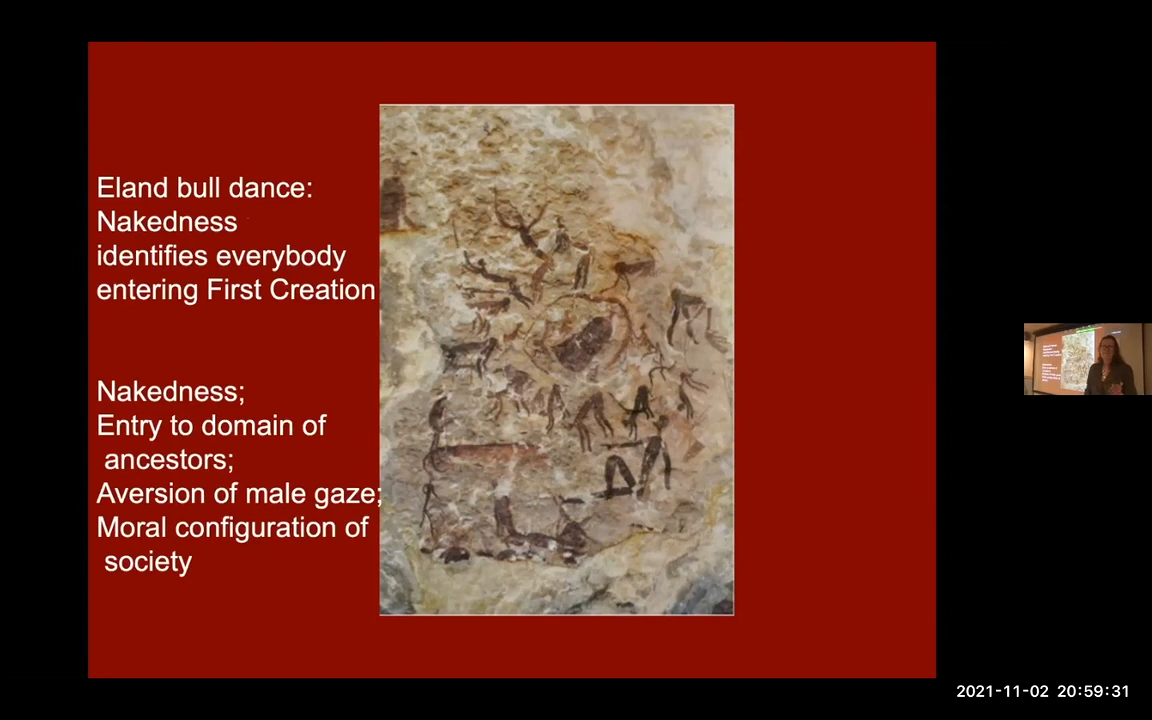 Eland bull dance:
Nakedness
identifies everybody
entering First Creation
Nakedness;
Entry to domain of
ancestors;
Aversion of male gaze;
Moral configuration of
society
2021-11-02 20:59:31